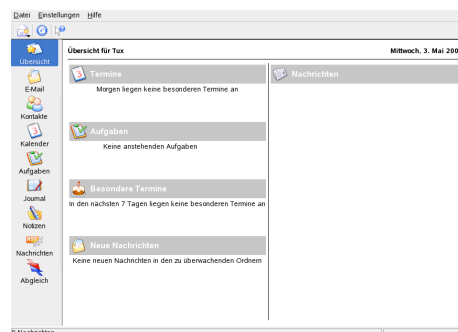 Datei Einstellungen Hilfe
Übersicht
E-Mail
Kontakte
Kalender
Aufgaben
Journal
Notizen
Nachrichten
Abgleich
Übersicht für Tux
Mittwoch, 3. Mai 200
Termine
Morgen liegen keine besonderen Termine an
Aufgaben
Keine anstehenden Aufgaben
Besondere Termine
In den nächsten 7 Tagen liegen keine besonderen Termine an
Neue Nachrichten
Keine neuen Nachrichten in den zu überwachenden Ordnern
Nachrichten